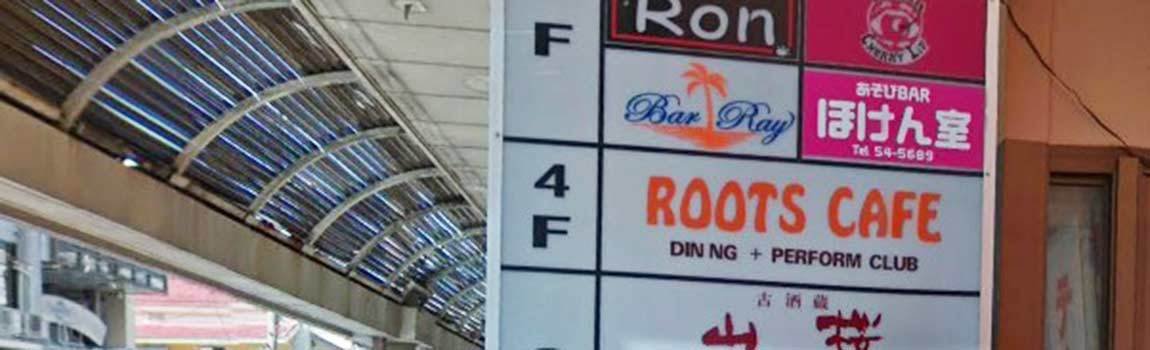 F
Ron
CHERRY
Bar Ray
あそびBAR
ほけん室
Tel 54-5689
4
F
ROOTS CAFE
DIN NG + PERFORM CLUB
古酒蔵